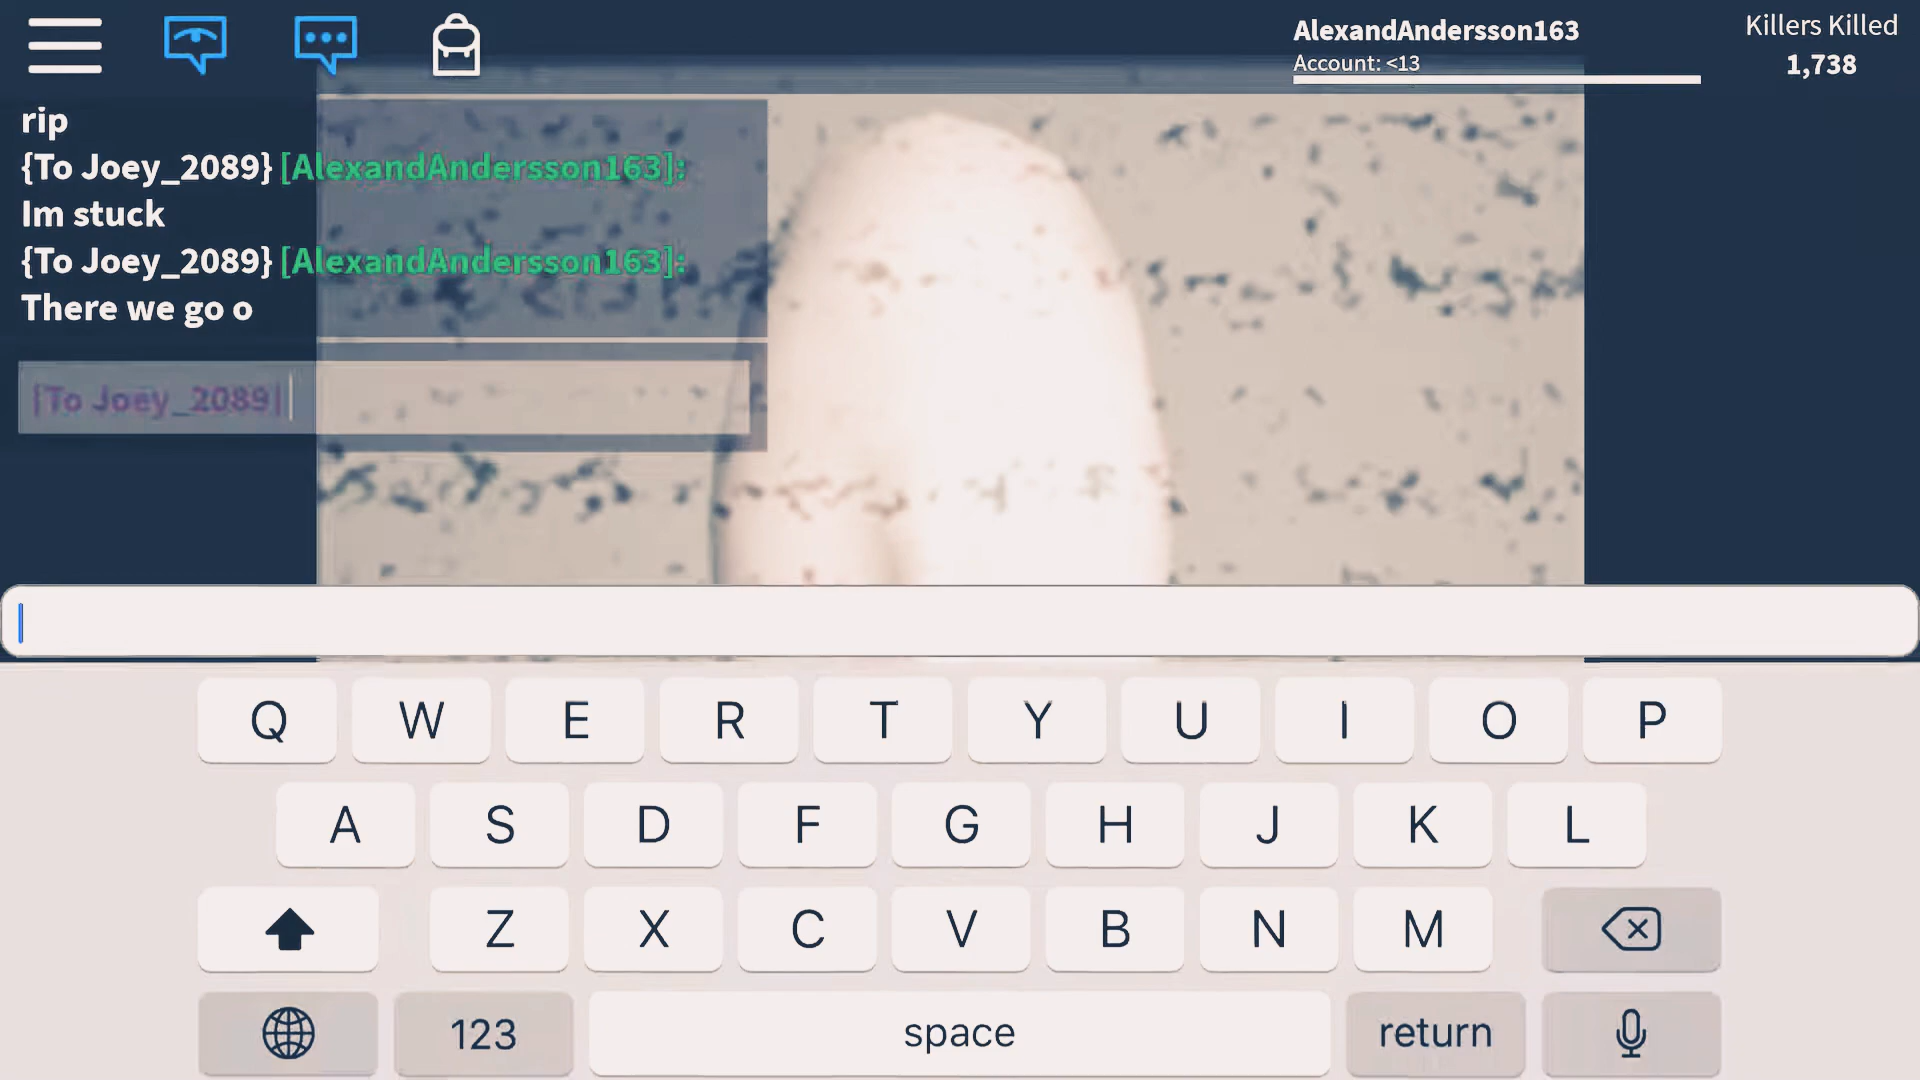 AlexandAndersson163
Account: <13
Killers Killed
1,738
rip
{To Joey_2089} [AlexandAndersson163]:
Im stuck
{To Joey_2089} [AlexandAndersson163]:
There we go o
[To Joey_2089]
Q W E R T Y U I O P
A S D F G H J K L
Z X C V B N M
123 space return